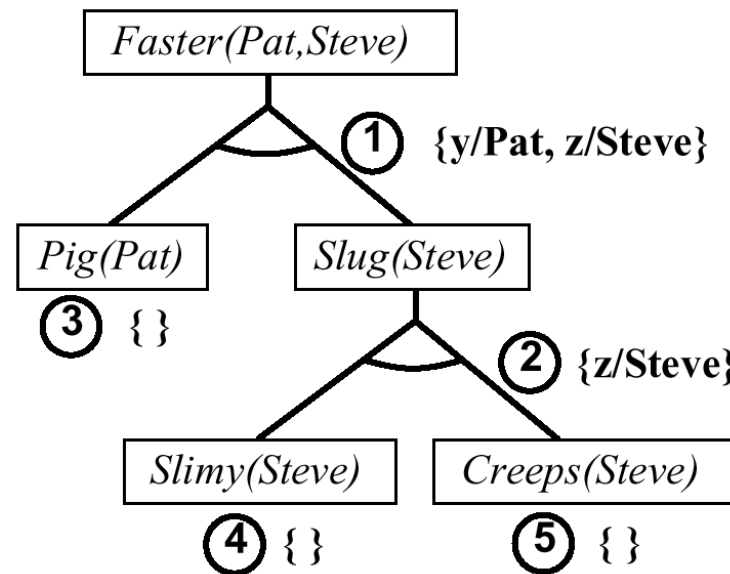 Faster(Pat,Steve)
1 {y/Pat, z/Steve}
Pig(Pat) Slug(Steve)
3 { }
2 {z/Steve}
Slimy(Steve) Creeps(Steve)
4 { } 5 { }